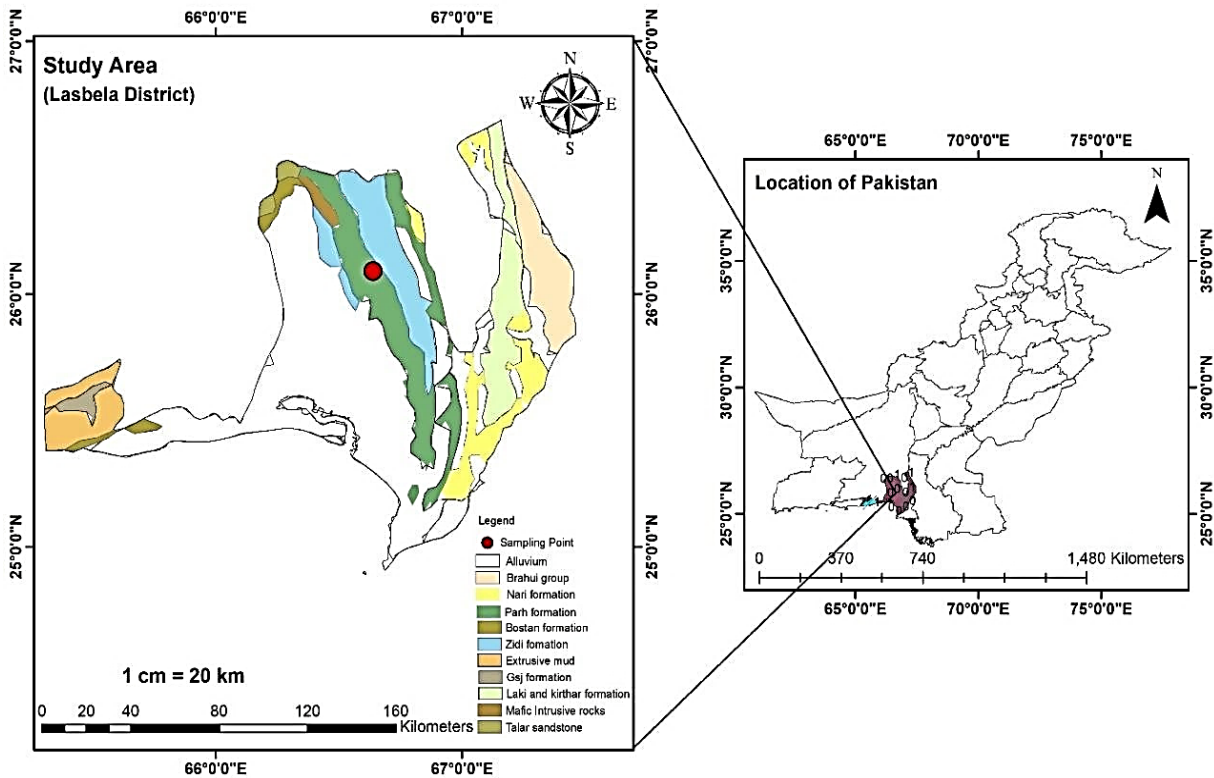 66°0'0"E 67°0'0"E
27°0'0"N
27°0'0"N
Study Area
(Lasbela District)
N
W E
S
26°0'0"N
26°0'0"N
25°0'0"N
25°0'0"N
Legend
Sampling Point
Alluvium
Brahui group
Nari formation
Parh formation
Bostan formation
Zidi fomation
Extrusive mud
Gsj formation
Laki and kirthar formation
Mafic Intrusive rocks
Talar sandstone
1 cm = 20 km
0 20 40 80 120 160
Kilometers
66°0'0"E 67°0'0"E
65°0'0"E 70°0'0"E 75°0'0"E
Location of Pakistan
N
35°0'0"N
35°0'0"N
30°0'0"N
30°0'0"N
25°0'0"N
25°0'0"N
0 370 740 1,480 Kilometers
65°0'0"E 70°0'0"E 75°0'0"E